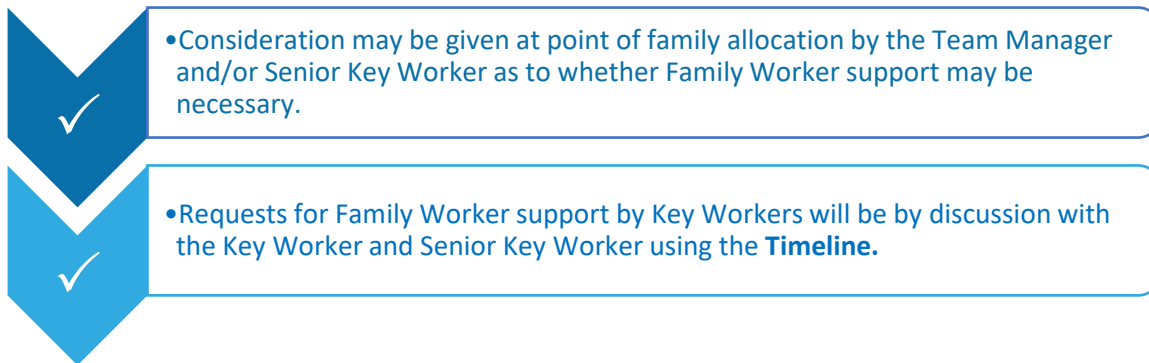 •Consideration may be given at point of family allocation by the Team Manager
and/or Senior Key Worker as to whether Family Worker support may be
necessary.
•Requests for Family Worker support by Key Workers will be by discussion with
the Key Worker and Senior Key Worker using the Timeline.